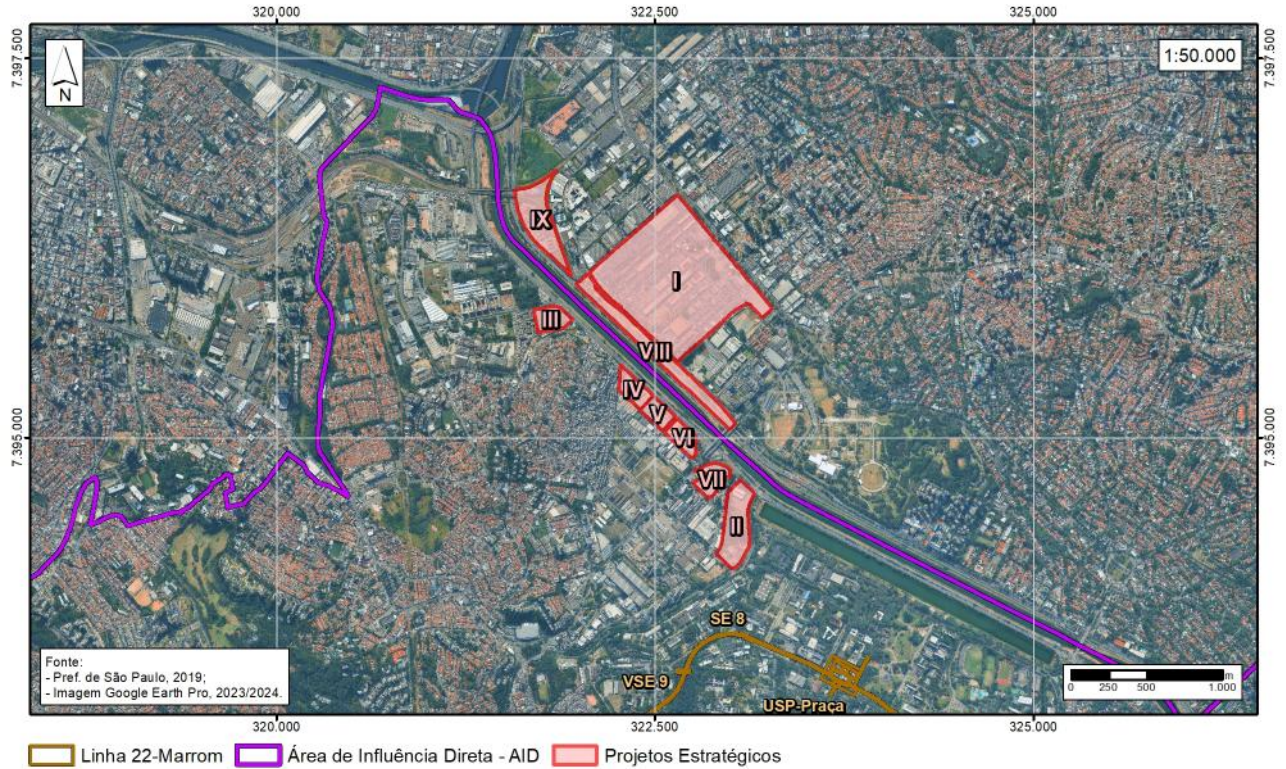 320.000 322.500 325.000
7.397.500 7.397.500
1:50.000
N
IX
I
III
VIII
IV
V
7.395.000 7.395.090
VI
VII
II
SE 8
Fonte:
- Pref. de São Paulo, 2019;
- Imagem Google Earth Pro, 2023/2024.
VSE 9
USP-Praça
m
0 250 500 1.000
320.000 322.500 325.000
Linha 22-Marrom Área de Influência Direta - AID Projetos Estratégicos